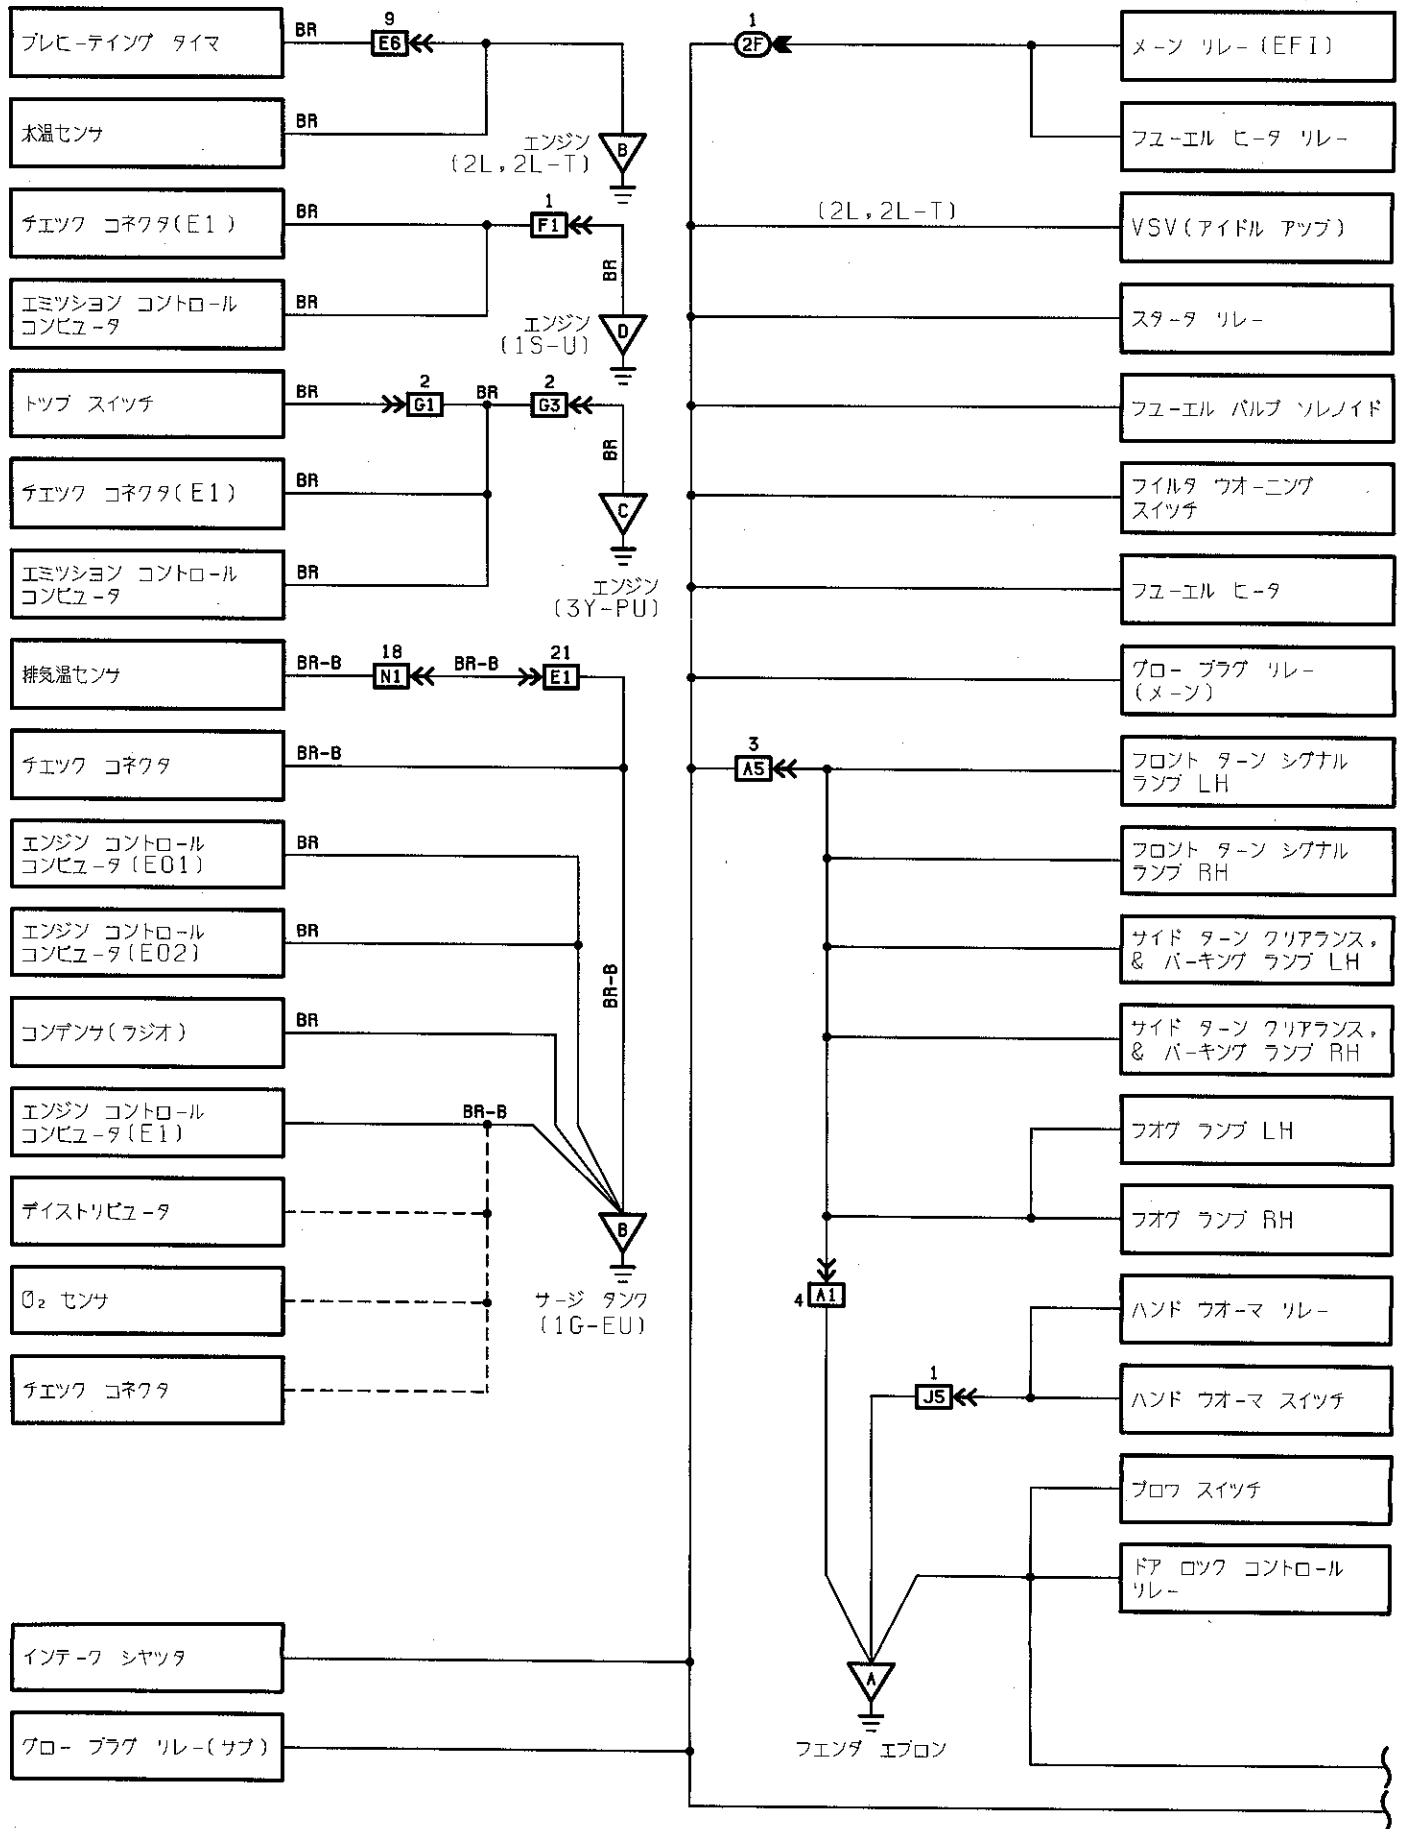 プレヒーテイング タイマ
BR
9
E6
水温センサ
BR
エンジン
(2L,2L-T)
B
チエツク コネクタ(E1)
BR
1
F1
BR
エミツシヨン コントロール
コンピユータ
BR
エンジン
(1S-U)
D
トツプ スイツチ
BR
2
G1
BR
2
G3
BR
チエツク コネクタ(E1)
BR
C
エミツシヨン コントロール
コンピユータ
BR
エンジン
(3Y-PU)
排気温センサ
BR-B
18
N1
BR-B
21
E1
チエツク コネクタ
BR-B
エンジン コントロール
コンピユータ(E01)
BR
エンジン コントロール
コンピユータ(E02)
BR
BR-B
コンデンサ(ラジオ)
BR
エンジン コントロール
コンピユータ(E1)
BR-B
デイストリビユータ
B
O₂ センサ
サージ タンク
(1G-EU)
チエツク コネクタ
インテーク シヤツタ
グロー プラグ リレー(サブ)
1
2F
メーン リレー(EFI)
フユーエル ヒータ リレー
(2L,2L-T)
VSV(アイドル アツプ)
スタータ リレー
フユーエル バルブ ソレノイド
フイルタ ウオーニング
スイツチ
フユーエル ヒータ
グロー プラグ リレー
(メーン)
3
A5
フロント ターン シグナル
ランプ LH
フロント ターン シグナル
ランプ RH
サイド ターン クリアランス,
& パーキング ランプ LH
サイド ターン クリアランス,
& パーキング ランプ RH
フオグ ランプ LH
フオグ ランプ RH
4
A1
ハンド ウオーマ リレー
1
J5
ハンド ウオーマ スイツチ
ブロワ スイツチ
ドア ロツク コントロール
リレー
A
フエンダ エプロン